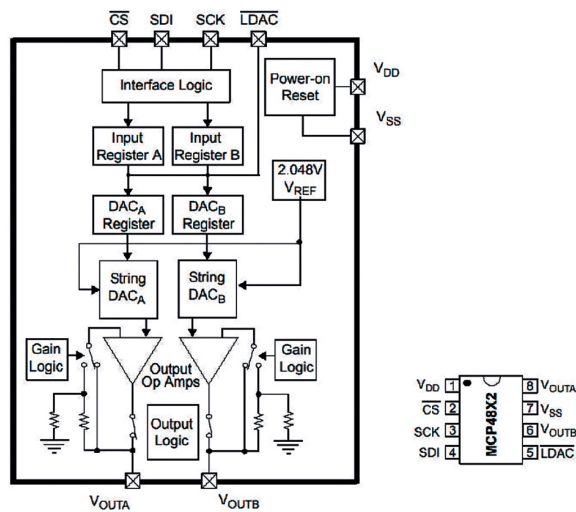 CS SDI SCK LDAC
Interface Logic
Power-on
Reset
VDD
VSS
Input
Register A
Input
Register B
2.048V
VREF
DACA
Register
DACB
Register
String
DACA
String
DACB
Gain
Logic
Output
Op Amps
Gain
Logic
Output
Logic
VOUTA VOUTB
VDD 1
CS 2
SCK 3
SDI 4
MCP48X2
8 VOUTA
7 VSS
6 VOUTB
5 LDAC